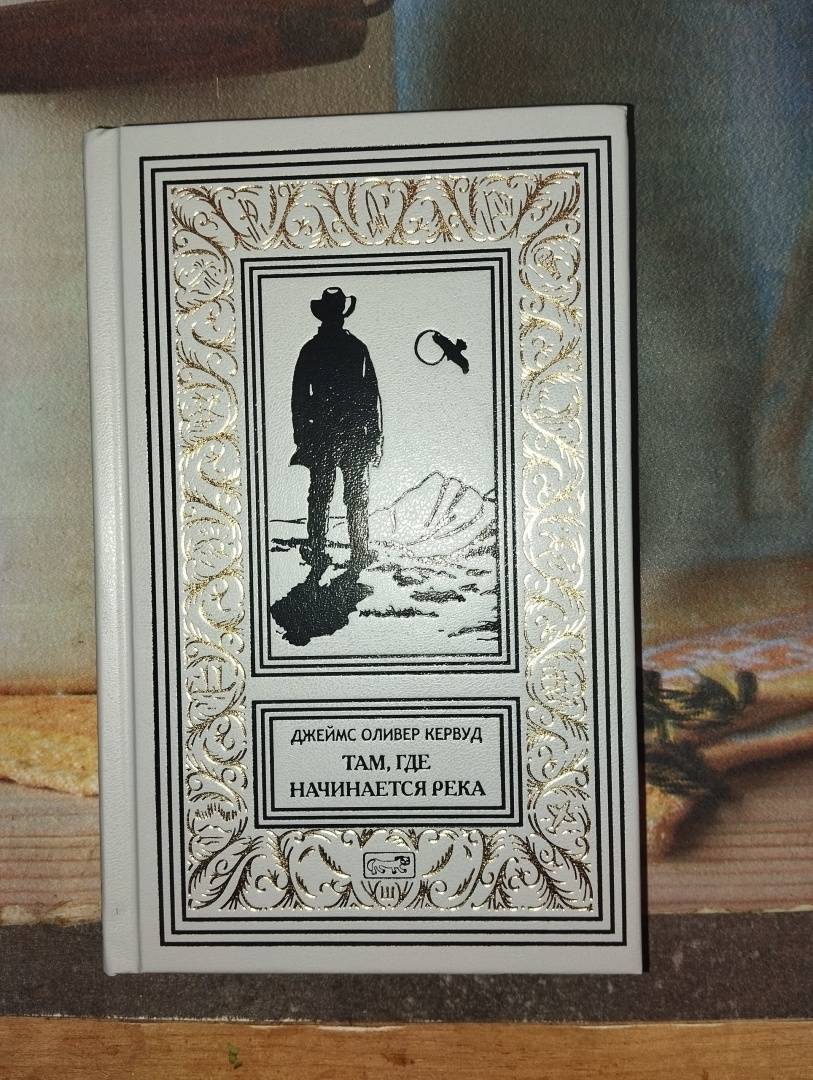 ДЖЕЙМС ОЛИВЕР КЕРВУД
ТАМ, ГДЕ
НАЧИНАЕТСЯ РЕКА
Ш